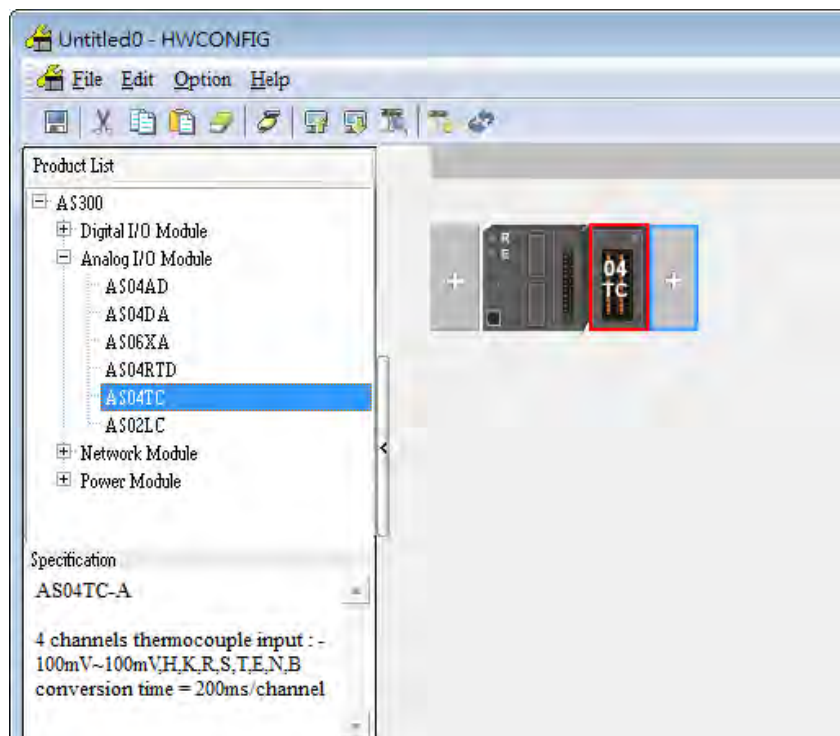 Untitled0 - HWCONFIG
File Edit Option Help
Product List
AS300
Digital I/O Module
Analog I/O Module
AS04AD
AS04DA
AS06XA
AS04RTD
AS04TC
AS02LC
Network Module
Power Module
R
E
04
TC
Specification
AS04TC-A
4 channels thermocouple input : -
100mV~100mV,H,K,R,S,T,E,N,B
conversion time = 200ms/channel